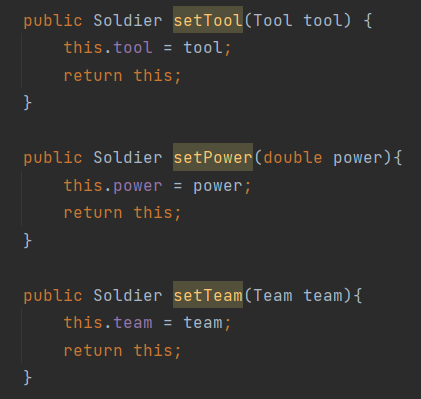 public Soldier setTool(Tool tool) {
    this.tool = tool;
    return this;
}
public Soldier setPower(double power){
    this.power = power;
    return this;
}
public Soldier setTeam(Team team){
    this.team = team;
    return this;
}